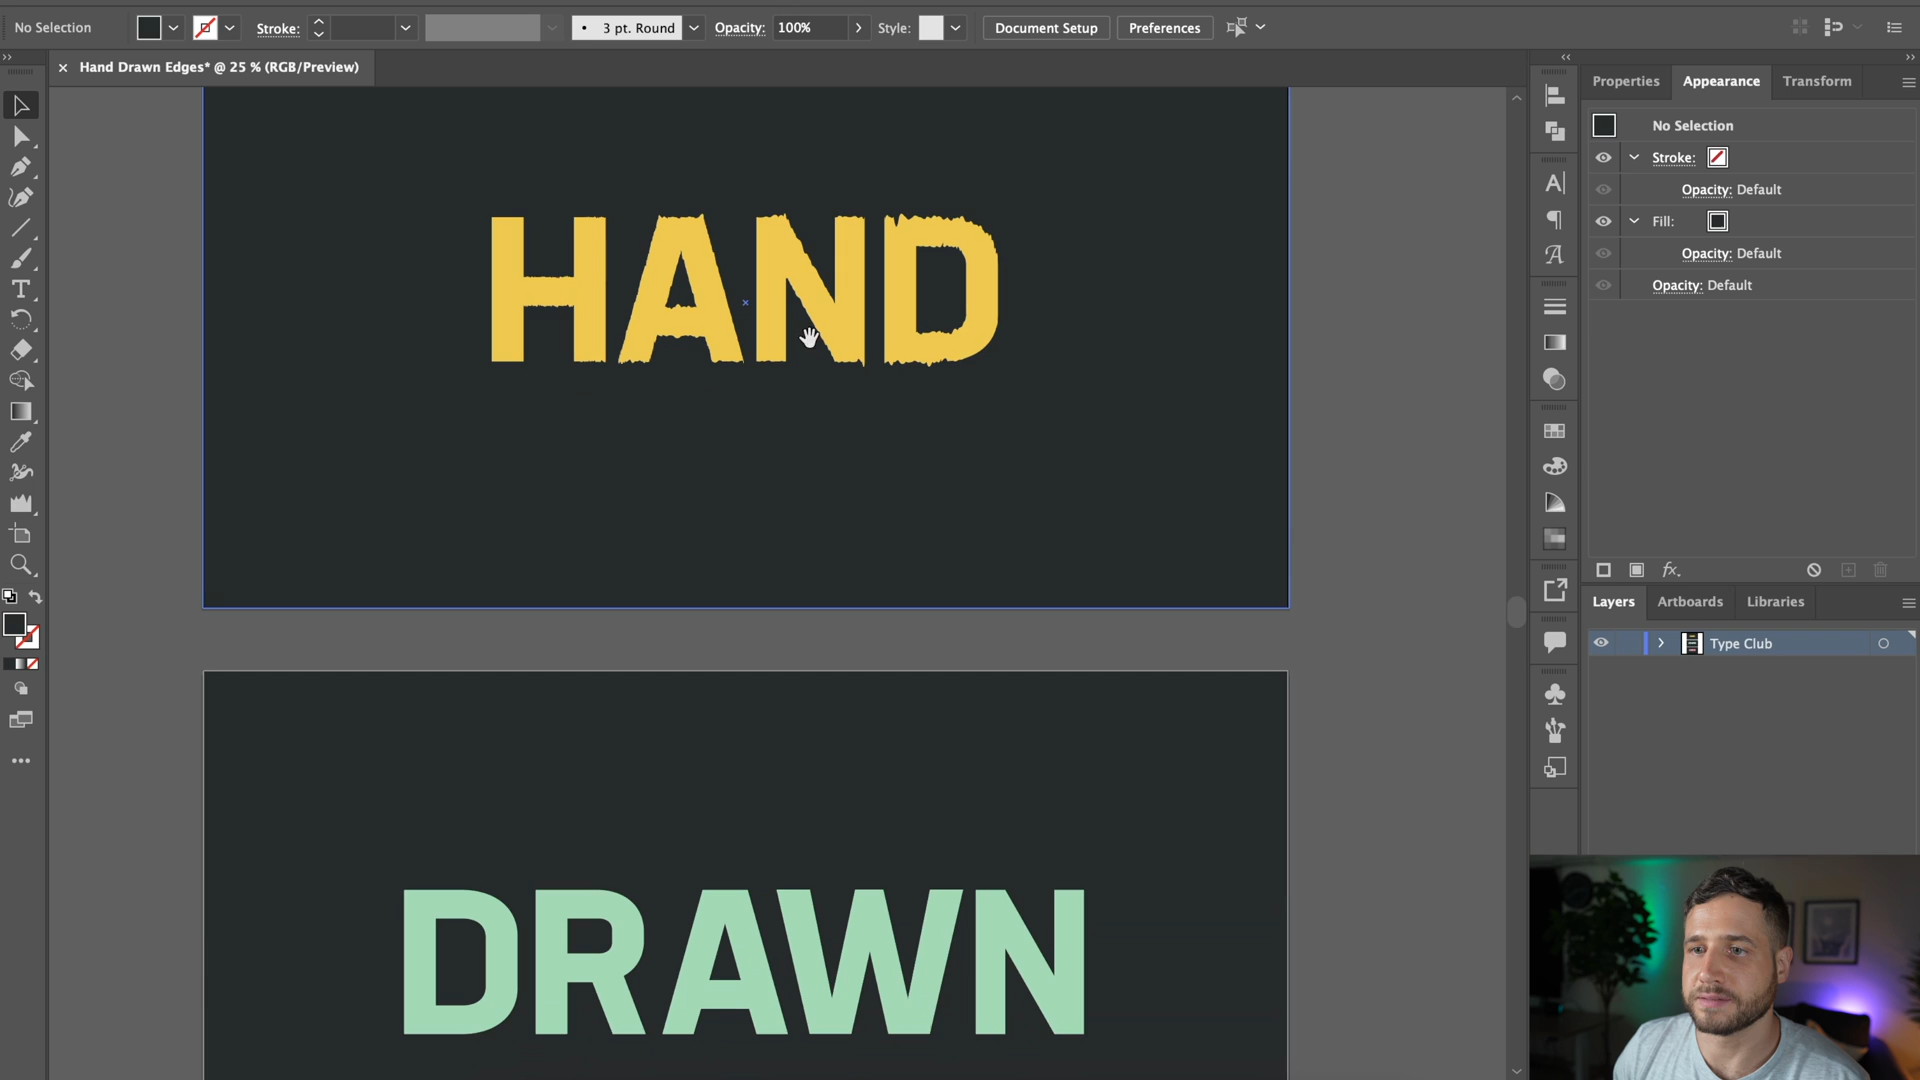 No Selection
Stroke:
3 pt. Round
Opacity:
100%
Style:
Document Setup
Preferences
Hand Drawn Edges* @ 25 % (RGB/Preview)
Properties
Appearance
Transform
No Selection
Stroke:
Opacity: Default
Fill:
Opacity: Default
Opacity: Default
HAND
Layers
Artboards
Libraries
Type Club
DRAWN